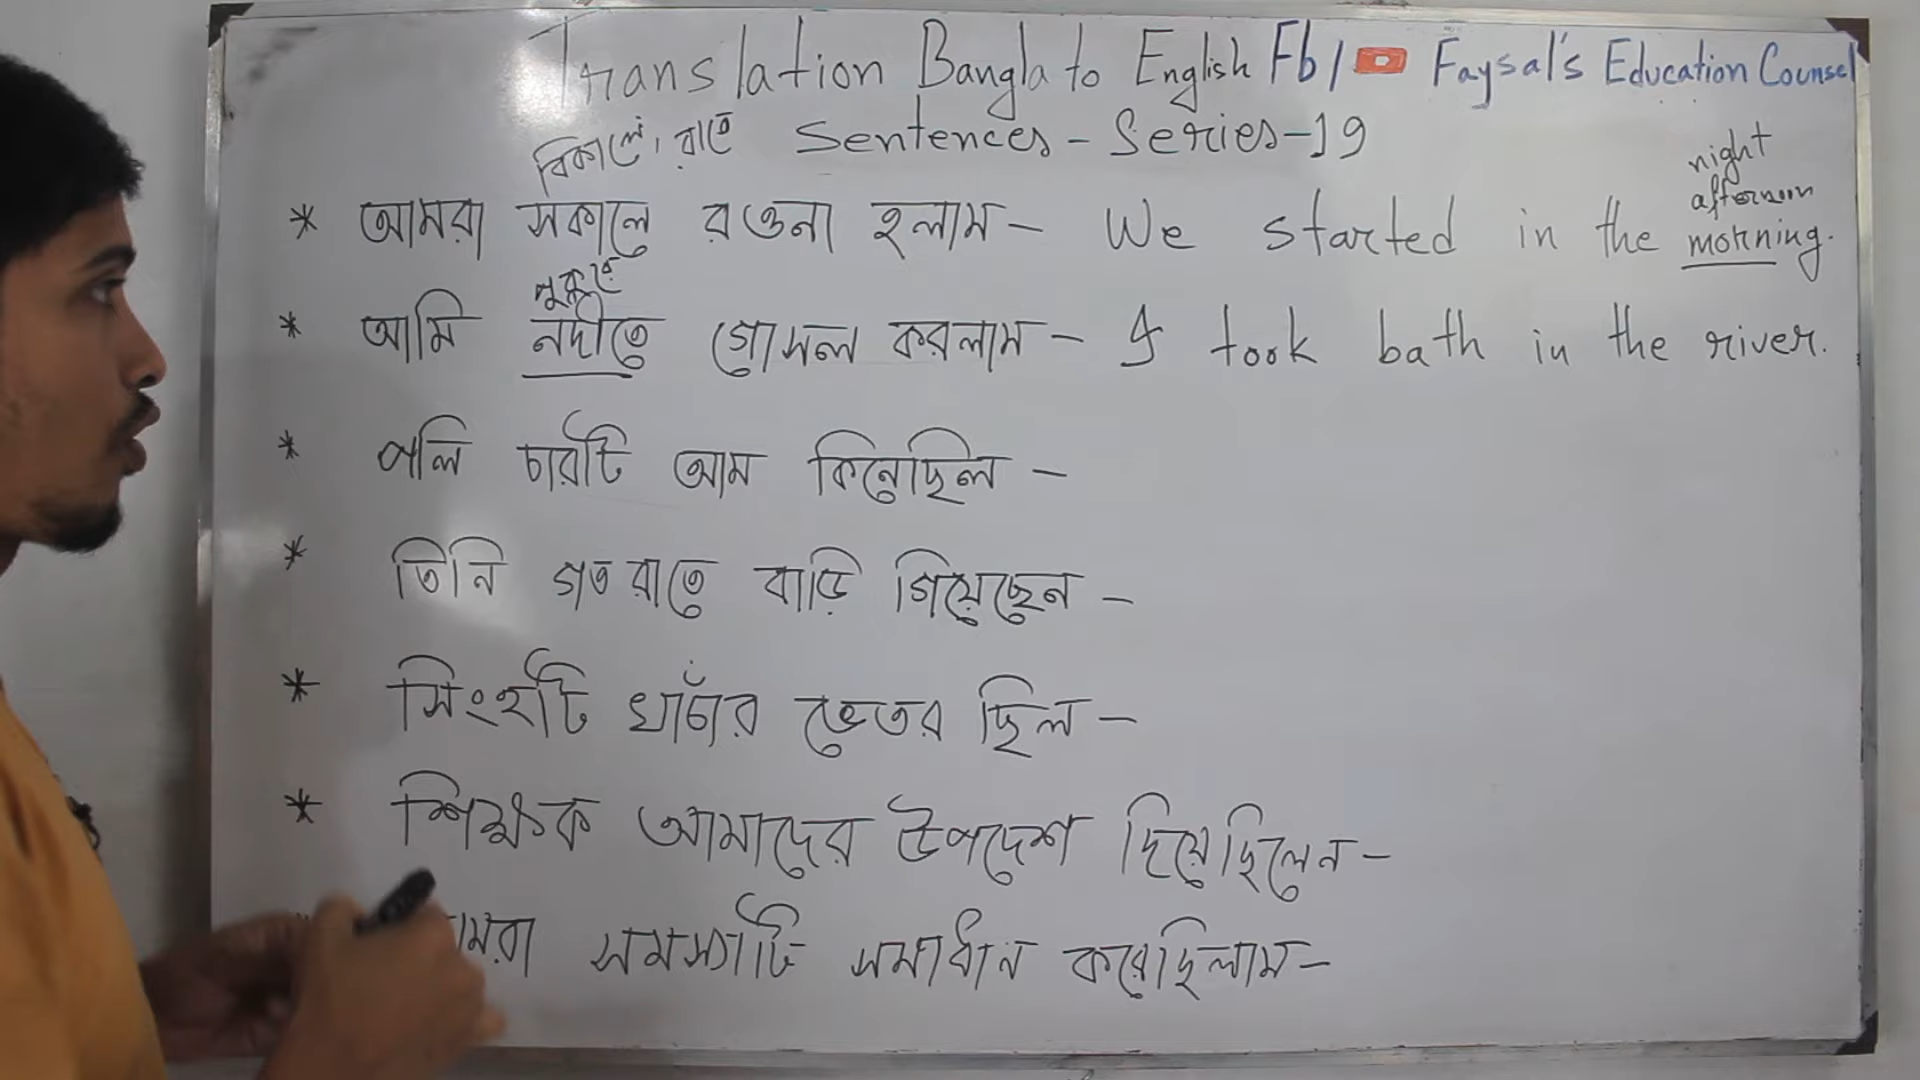 Translation Bangla to English Fb / Faysal's Education Counsel
Sentences - Series-19
বিকালে, রাতে
night
afternoon
* আমরা সকালে রওনা হলাম - We started in the morning.
পুকুরে
* আমি নদীতে গোসল করলাম - I took bath in the river.
* পলি চারটি আম কিনেছিল -
* তিনি গত রাতে বাড়ি গিয়েছেন -
* সিংহটি খাচাঁর ভেতর ছিল -
* শিক্ষক আমাদের উপদেশ দিয়েছিলেন -
মরা সমস্যাটি সমাধান করেছিলাম -